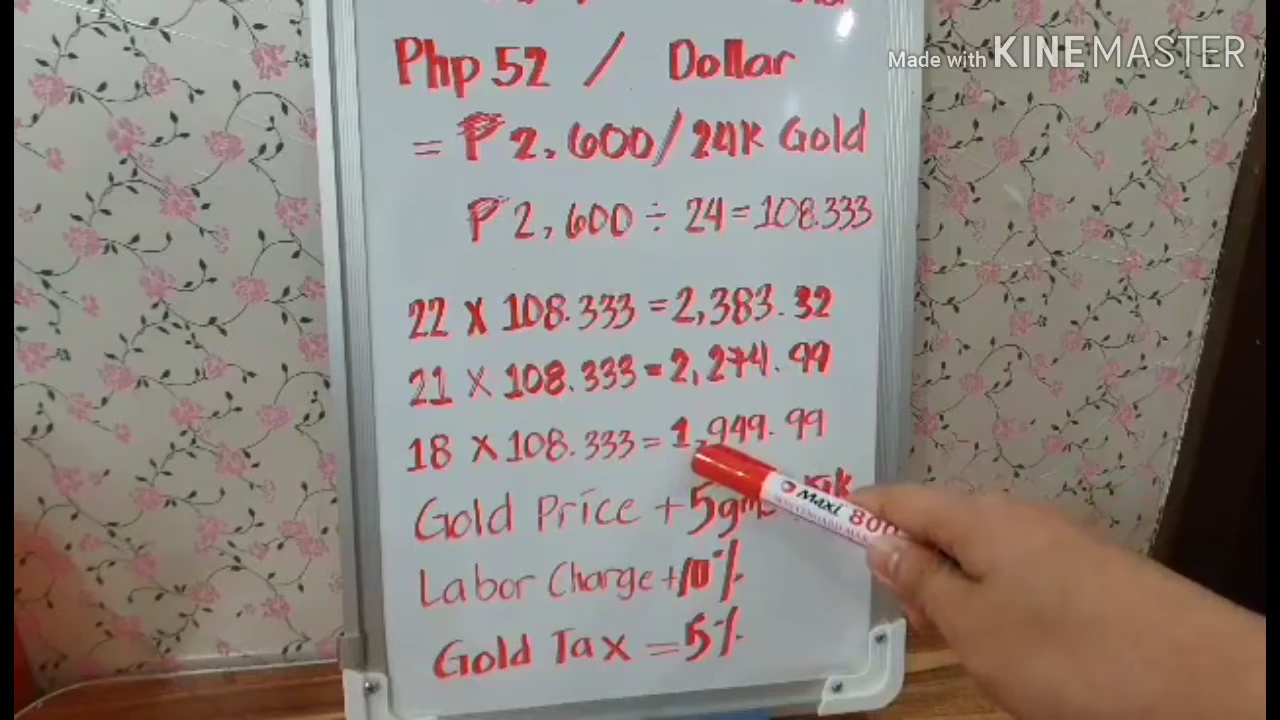 Made with KINEMASTER
Php 52 / Dollar
= ₱ 2,600/24K Gold
₱ 2,600 ÷ 24 = 108.333
22 x 108.333 = 2,383.32
21 x 108.333 = 2,274.99
18 x 108.333 = 1,949.99
Gold Price + 5gms
Labor Charge + 10%
Gold Tax = 5%
Maxi